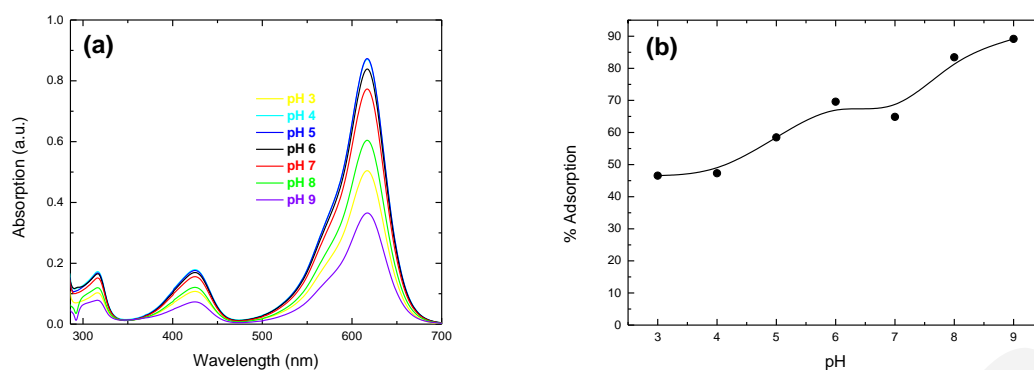 (a)
1.0
0.8
0.6
0.4
0.2
0.0
300
400
500
600
700
Absorption (a.u.)
Wavelength (nm)
pH 3
pH 4
pH 5
pH 6
pH 7
pH 8
pH 9
(b)
90
80
70
60
50
40
30
20
10
0
3
4
5
6
7
8
9
% Adsorption
pH